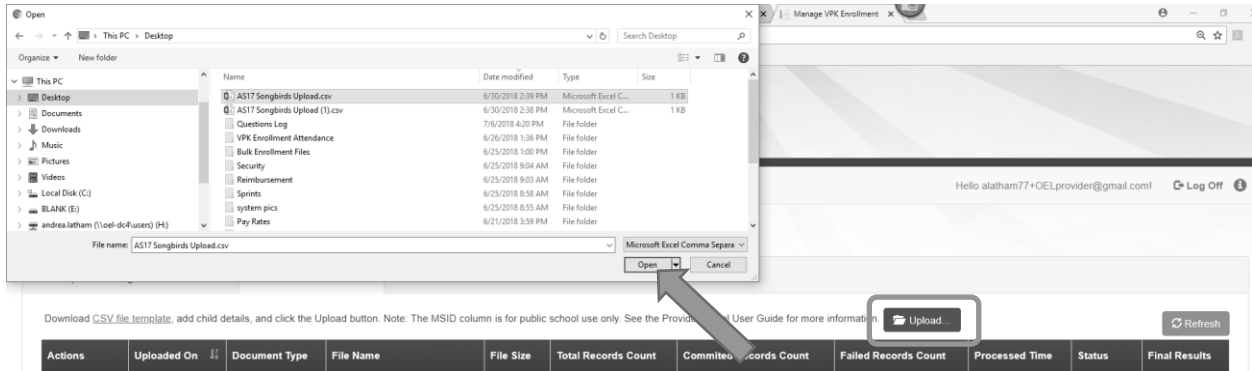 Open
Manage VPK Enrollment
This PC > Desktop
Search Desktop
Organize New folder
Name Date modified Type Size
This PC
Desktop
Documents
Downloads
Music
Pictures
Videos
Local Disk (C:)
BLANK (E:)
andrea.latham (\\oel-dc4\users) (H:)
AS17 Songbirds Upload.csv 6/30/2018 2:39 PM Microsoft Excel C... 1 KB
AS17 Songbirds Upload (1).csv 6/30/2018 2:38 PM Microsoft Excel C... 1 KB
Questions Log 7/6/2018 4:20 PM File folder
VPK Enrollment Attendance 6/26/2018 1:36 PM File folder
Bulk Enrollment Files 6/25/2018 1:00 PM File folder
Security 6/25/2018 9:04 AM File folder
Reimbursement 6/25/2018 9:03 AM File folder
Sprints 6/25/2018 8:58 AM File folder
system pics 6/25/2018 8:55 AM File folder
Pay Rates 6/21/2018 3:59 PM File folder
File name: AS17 Songbirds Upload.csv Microsoft Excel Comma Separa
Open Cancel
Hello alatham77+OELprovider@gmail.com! Log Off
Download CSV file template, add child details, and click the Upload button. Note: The MSID column is for public school use only. See the User Guide for more information. Upload...
Refresh
Actions Uploaded On Document Type File Name File Size Total Records Count Commited Records Count Failed Records Count Processed Time Status Final Results